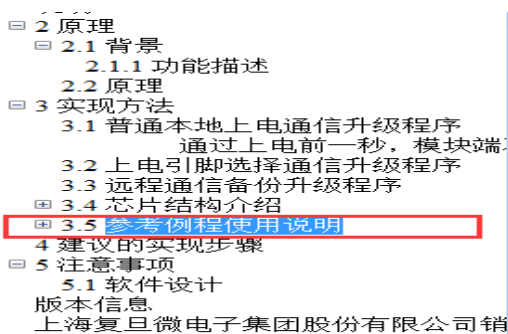 2 原理
2.1 背景
2.1.1 功能描述
2.2 原理
3 实现方法
3.1 普通本地上电通信升级程序
通过上电前一秒，模块端
3.2 上电引脚选择通信升级程序
3.3 远程通信备份升级程序
3.4 芯片结构介绍
3.5 参考例程使用说明
4 建议的实现步骤
5 注意事项
5.1 软件设计
版本信息
上海复旦微电子集团股份有限公司销